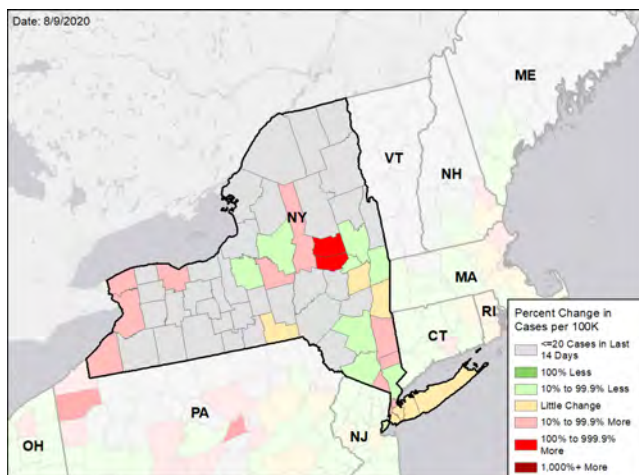 Date: 8/9/2020
ME
VT
NH
NY
MA
RI
CT
PA
NJ
OH
Percent Change in
Cases per 100K
<=20 Cases in Last
14 Days
100% Less
10% to 99.9% Less
Little Change
10% to 99.9% More
100% to 999.9%
More
1,000%+ More